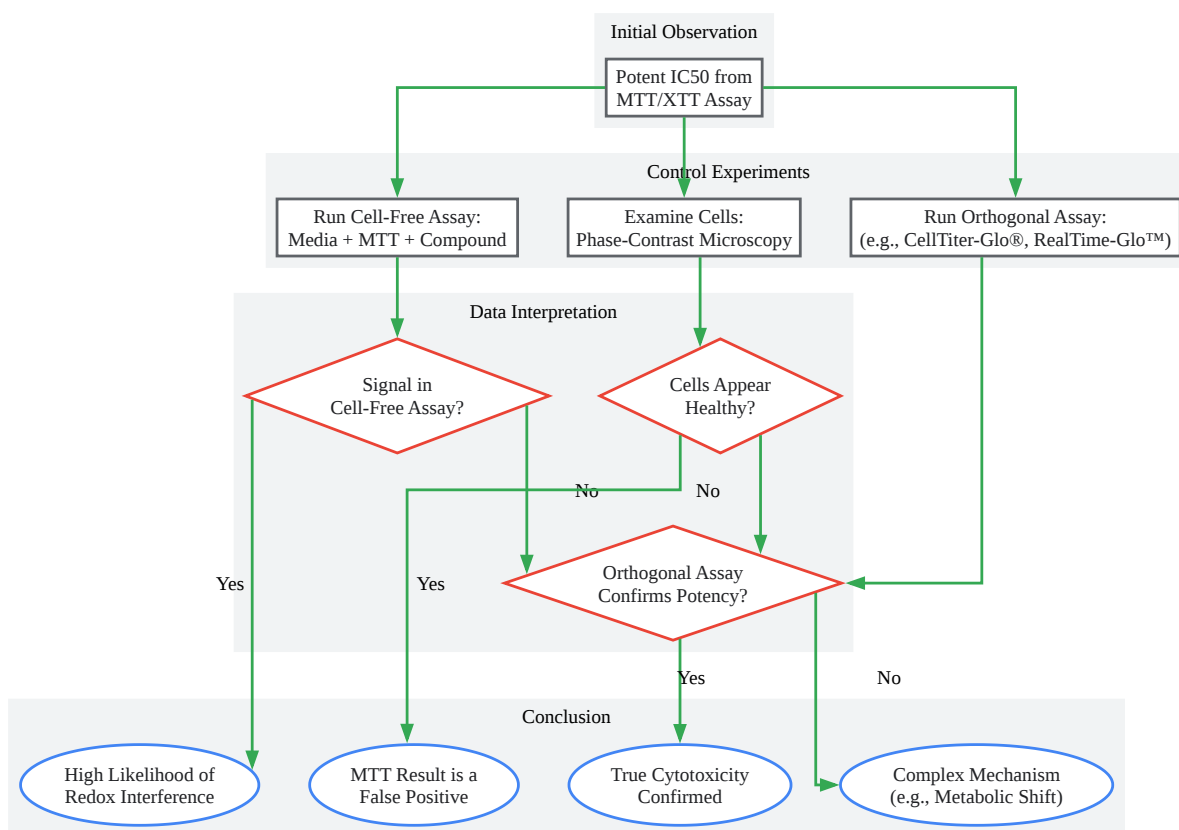 Initial Observation
Potent IC50 from
MTT/XTT Assay
Control Experiments
Run Cell-Free Assay:
Media + MTT + Compound
Examine Cells:
Phase-Contrast Microscopy
Run Orthogonal Assay:
(e.g., CellTiter-Glo®, RealTime-Glo™)
Data Interpretation
Signal in
Cell-Free Assay?
Cells Appear
Healthy?
No
No
Yes
Yes
Orthogonal Assay
Confirms Potency?
Yes
No
Conclusion
High Likelihood of
Redox Interference
MTT Result is a
False Positive
True Cytotoxicity
Confirmed
Complex Mechanism
(e.g., Metabolic Shift)